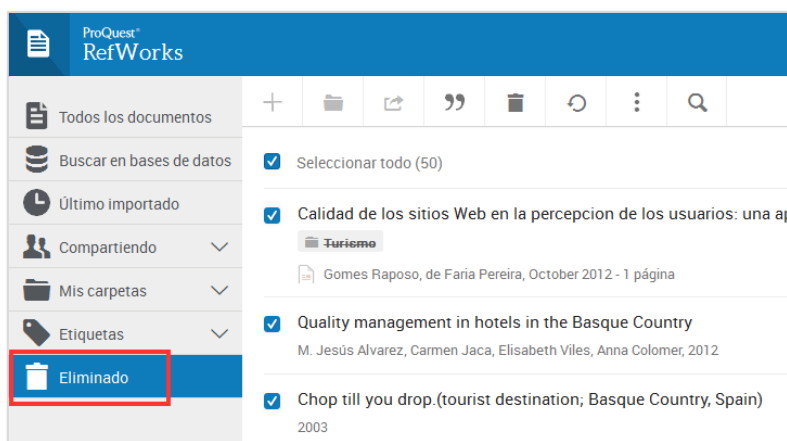 ProQuest®
RefWorks
Todos los documentos
Buscar en bases de datos
Último importado
Compartiendo
Mis carpetas
Etiquetas
Eliminado
Seleccionar todo (50)
Calidad de los sitios Web en la percepcion de los usuarios: una
Turismo
Gomes Raposo, de Faria Pereira, October 2012 - 1 página
Quality management in hotels in the Basque Country
M. Jesús Alvarez, Carmen Jaca, Elisabeth Viles, Anna Colomer, 2012
Chop till you drop.(tourist destination; Basque Country, Spain)
2003